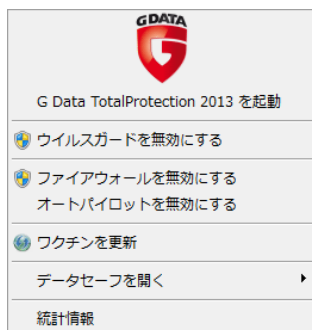 GDATA
G Data TotalProtection 2013 を起動
ウイルスガードを無効にする
ファイアウォールを無効にする
オートパイロットを無効にする
ワクチンを更新
データセーフを開く
統計情報